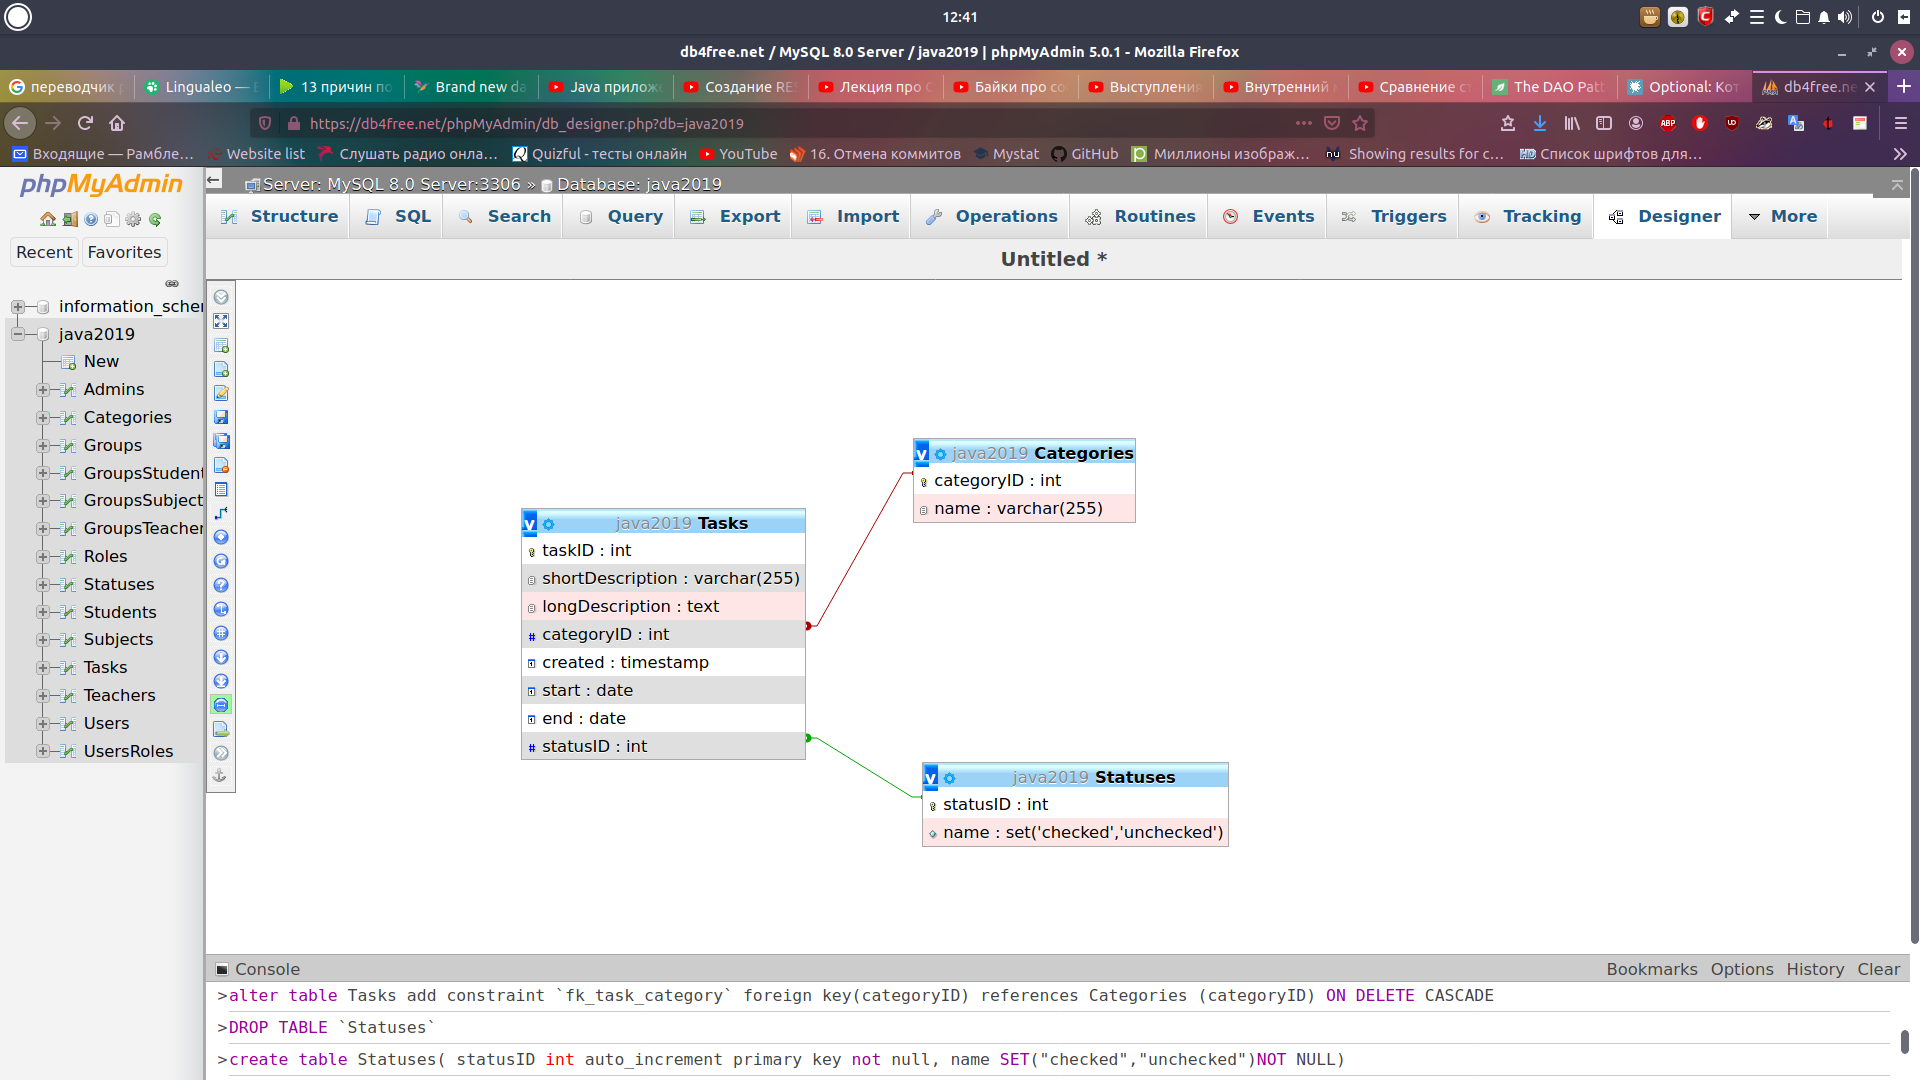 12:41
db4free.net / MySQL 8.0 Server / java2019 | phpMyAdmin 5.0.1 - Mozilla Firefox
переводчик
Lingualeo —
13 причин по
Brand new da
Java приложе
Создание RES
Лекция про
Байки про со
Выступления
Внутренний
Сравнение с
The DAO Patt
Optional: Кот
db4free.ne
https://db4free.net/phpMyAdmin/db_designer.php?db=java2019
Входящие — Рамбле…
Website list
Слушать радио онла…
Quizful - тесты онлайн
YouTube
16. Отмена коммитов
Mystat
GitHub
Миллионы изображ…
Showing results for c…
Список шрифтов для…
phpMyAdmin
Server: MySQL 8.0 Server:3306 » Database: java2019
Structure
SQL
Search
Query
Export
Import
Operations
Routines
Events
Triggers
Tracking
Designer
More
Recent
Favorites
Untitled *
information_scher
java2019
New
Admins
Categories
Groups
GroupsStudent
GroupsSubject
GroupsTeacher
Roles
Statuses
Students
Subjects
Tasks
Teachers
Users
UsersRoles
java2019 Categories
categoryID : int
name : varchar(255)
java2019 Tasks
taskID : int
shortDescription : varchar(255)
longDescription : text
categoryID : int
created : timestamp
start : date
end : date
statusID : int
java2019 Statuses
statusID : int
name : set('checked','unchecked')
Console
Bookmarks
Options
History
Clear
>alter table Tasks add constraint `fk_task_category` foreign key(categoryID) references Categories (categoryID) ON DELETE CASCADE
>DROP TABLE `Statuses`
>create table Statuses( statusID int auto_increment primary key not null, name SET("checked","unchecked")NOT NULL)